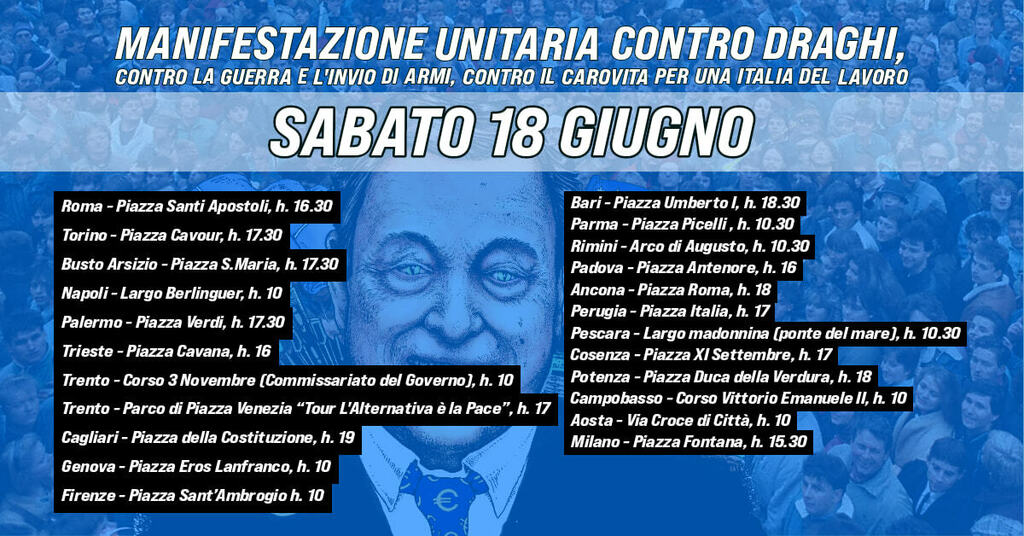 MANIFESTAZIONE UNITARIA CONTRO DRAGHI,
CONTRO LA GUERRA E L'INVIO DI ARMI, CONTRO IL CAROVITA PER UNA ITALIA DEL LAVORO
SABATO 18 GIUGNO
Roma - Piazza Santi Apostoli, h. 16.30
Torino - Piazza Cavour, h. 17.30
Busto Arsizio - Piazza S.Maria, h. 17.30
Napoli - Largo Berlinguer, h. 10
Palermo - Piazza Verdi, h. 17.30
Trieste - Piazza Cavana, h. 16
Trento - Corso 3 Novembre (Commissariato del Governo), h. 10
Trento - Parco di Piazza Venezia “Tour L'Alternativa è la Pace”, h. 17
Cagliari - Piazza della Costituzione, h. 19
Genova - Piazza Eros Lanfranco, h. 10
Firenze - Piazza Sant'Ambrogio h. 10
Bari - Piazza Umberto I, h. 18.30
Parma - Piazza Picelli , h. 10.30
Rimini - Arco di Augusto, h. 10.30
Padova - Piazza Antenore, h. 16
Ancona - Piazza Roma, h. 18
Perugia - Piazza Italia, h. 17
Pescara - Largo madonnina (ponte del mare), h. 10.30
Cosenza - Piazza XI Settembre, h. 17
Potenza - Piazza Duca della Verdura, h. 18
Campobasso - Corso Vittorio Emanuele II, h. 10
Aosta - Via Croce di Città, h. 10
Milano - Piazza Fontana, h. 15.30
€